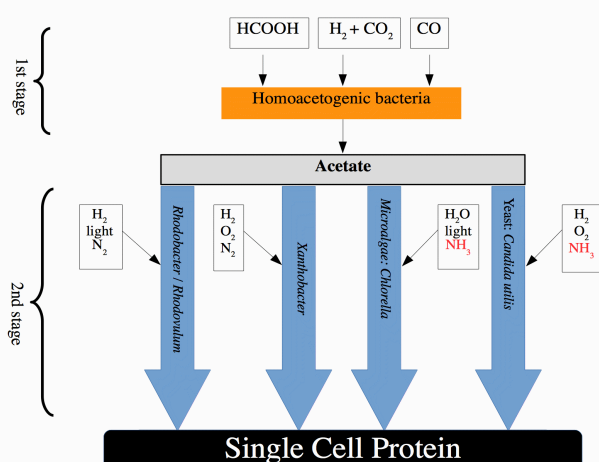 HCOOH
H₂ + CO₂
CO
1st stage
Homoacetogenic bacteria
Acetate
2nd stage
H₂
light
N₂
Rhodobacter / Rhodovulum
H₂
O₂
N₂
Xanthobacter
Microalgae: Chlorella
H₂O
light
NH₃
Yeast: Candida utilis
H₂
O₂
NH₃
Single Cell Protein